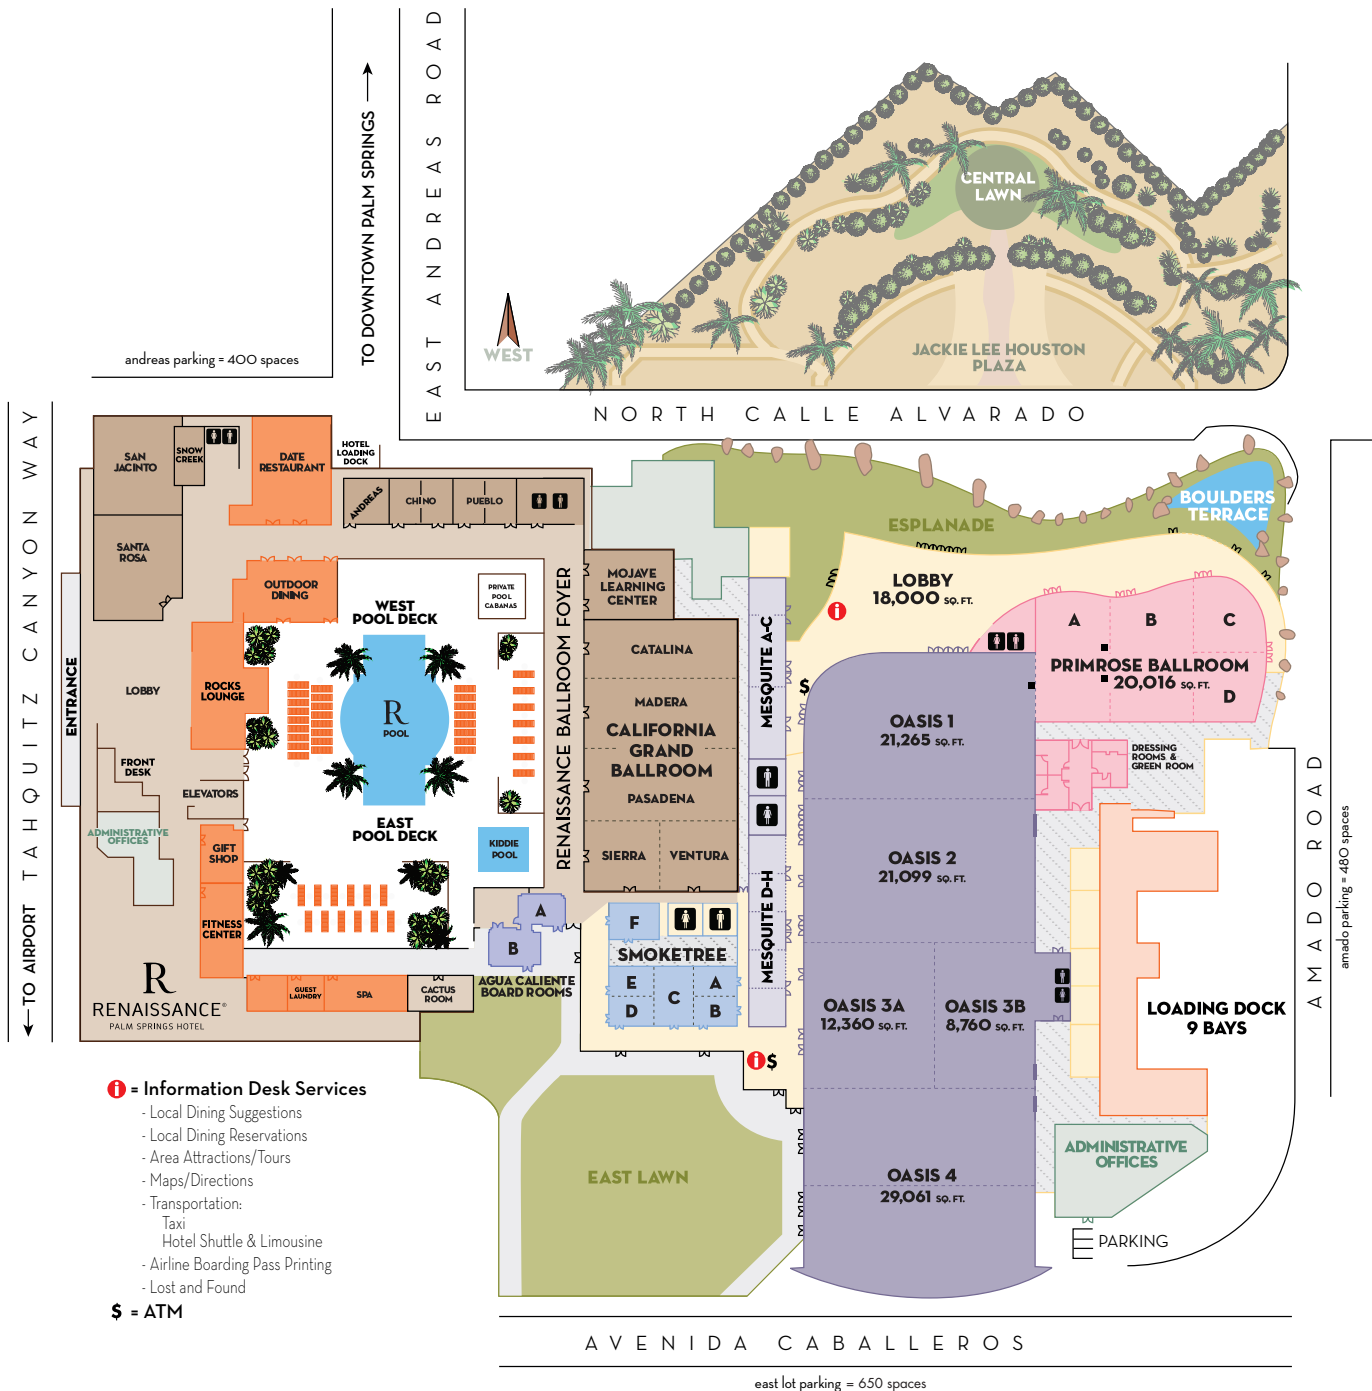 EAST ANDREAS ROAD
TO DOWNTOWN PALM SPRINGS
CENTRAL
LAWN
WEST
JACKIE LEE HOUSTON
PLAZA
andreas parking = 400 spaces
NORTH CALLE ALVARADO
TAHQUITZ CANYON WAY
TO AIRPORT
SAN
JACINTO
SNOW
CREEK
DATE
RESTAURANT
HOTEL
LOADING
DOCK
ANDREAS
CHINO
PUEBLO
SANTA
ROSA
OUTDOOR
DINING
WEST
POOL DECK
PRIVATE
POOL
CABANAS
RENAISSANCE BALLROOM FOYER
MOJAVE
LEARNING
CENTER
ESPLANADE
BOULDERS
TERRACE
LOBBY
18,000 SQ. FT.
i
MESQUITE A-C
A
B
C
PRIMROSE BALLROOM
20,016 SQ. FT.
D
ENTRANCE
LOBBY
ROCKS
LOUNGE
R
POOL
CATALINA
MADERA
CALIFORNIA
GRAND
BALLROOM
PASADENA
SIERRA
VENTURA
$
OASIS 1
21,265 SQ. FT.
DRESSING
ROOMS &
GREEN ROOM
FRONT
DESK
ELEVATORS
ADMINISTRATIVE
OFFICES
GIFT
SHOP
EAST
POOL DECK
KIDDIE
POOL
OASIS 2
21,099 SQ. FT.
AMADO ROAD
amado parking = 480 spaces
FITNESS
CENTER
A
B
AGUA CALIENTE
BOARD ROOMS
F
SMOKETREE
E
D
C
A
B
MESQUITE D-H
OASIS 3A
12,360 SQ. FT.
OASIS 3B
8,760 SQ. FT.
LOADING DOCK
9 BAYS
R
RENAISSANCE®
PALM SPRINGS HOTEL
GUEST
LAUNDRY
SPA
CACTUS
ROOM
i $
i = Information Desk Services
- Local Dining Suggestions
- Local Dining Reservations
- Area Attractions/Tours
- Maps/Directions
- Transportation:
Taxi
Hotel Shuttle & Limousine
- Airline Boarding Pass Printing
- Lost and Found
$ = ATM
EAST LAWN
OASIS 4
29,061 SQ. FT.
ADMINISTRATIVE
OFFICES
PARKING
AVENIDA CABALLEROS
east lot parking = 650 spaces